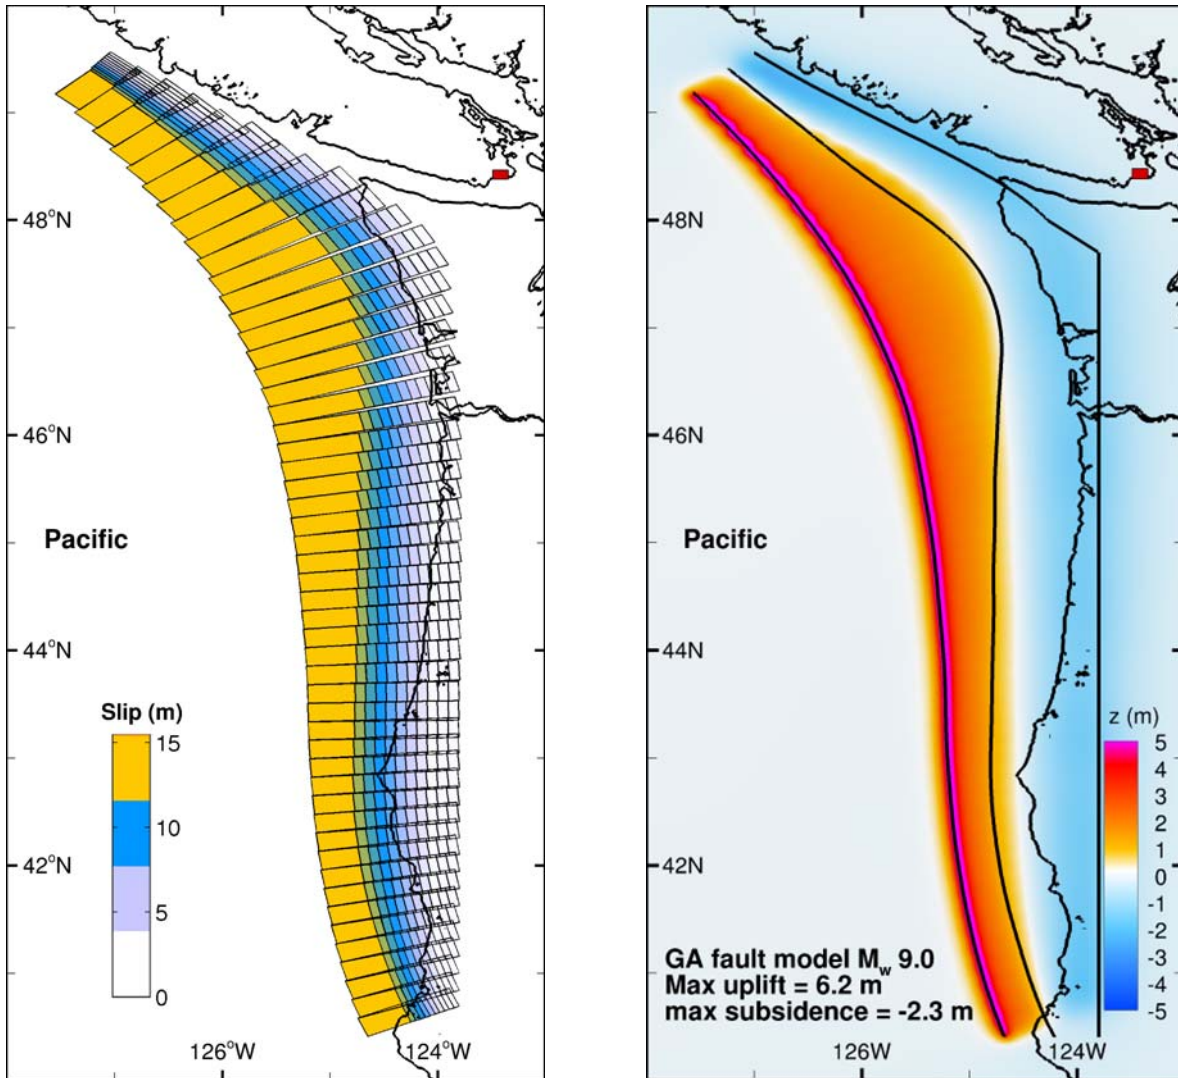 48°N
46°N
Pacific
44°N
Slip (m)
15
10
5
0
42°N
126°W
124°W
48N
46N
Pacific
44N
z (m)
5
4
3
2
1
0
-1
-2
-3
-4
-5
42N
GA fault model Mw 9.0
Max uplift = 6.2 m
max subsidence = -2.3 m
126W
124W